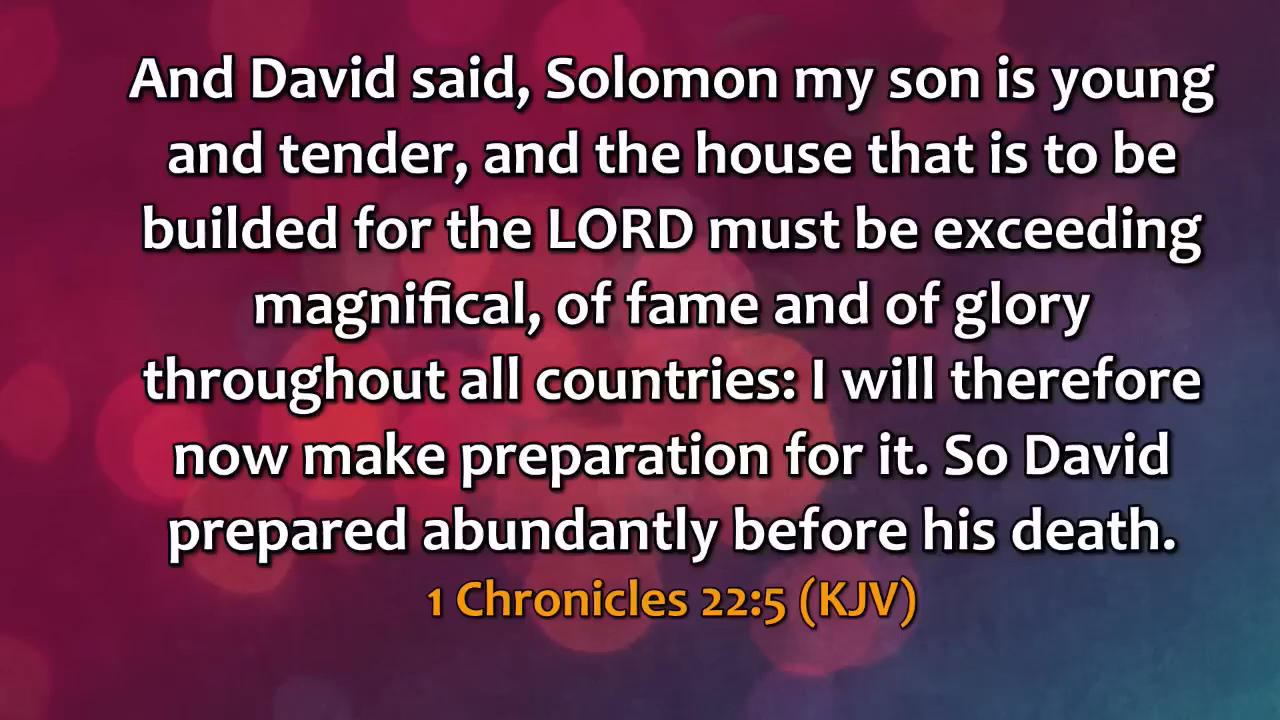 And David said, Solomon my son is young
and tender, and the house that is to be
builded for the LORD must be exceeding
magnifical, of fame and of glory
throughout all countries: I will therefore
now make preparation for it. So David
prepared abundantly before his death.
1 Chronicles 22:5 (KJV)